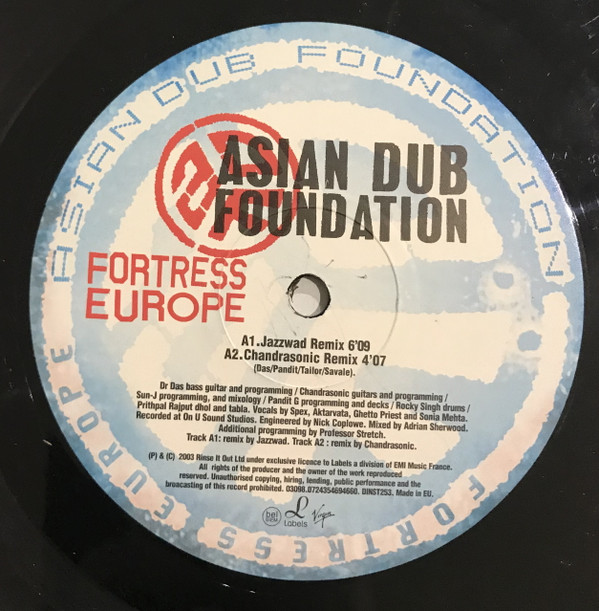 ASIAN DUB FOUNDATION
ASIAN DUB
FOUNDATION
FORTRESS
EUROPE
A1.Jazzwad Remix 6'09
A2.Chandrasonic Remix 4'07
(Das/Pandit/Tailor/Savale).
Dr Das bass guitar and programming / Chandrasonic guitars and programming /
Sun-J programming, and mixology / Pandit G programming and decks / Rocky Singh drums /
Prithpal Rajput dhol and tabla. Vocals by Spex, Aktarvata, Ghetto Priest and Sonia Mehta.
Recorded at On U Sound Studios. Engineered by Nick Coplowe. Mixed by Adrian Sherwood.
Additional programming by Professor Stretch.
Track A1: remix by Jazzwad. Track A2 : remix by Chandrasonic.
(P) & (C) 2003 Rinse It Out Ltd under exclusive licence to Labels a division of EMI Music France.
All rights of the producer and the owner of the work reproduced
reserved. Unauthorised copying, hiring, lending, public performance and the
broadcasting of this record prohibited. 03098.0724354694660. DINST253. Made in EU.
Labels
Virgin
FORTRESS EUROPE